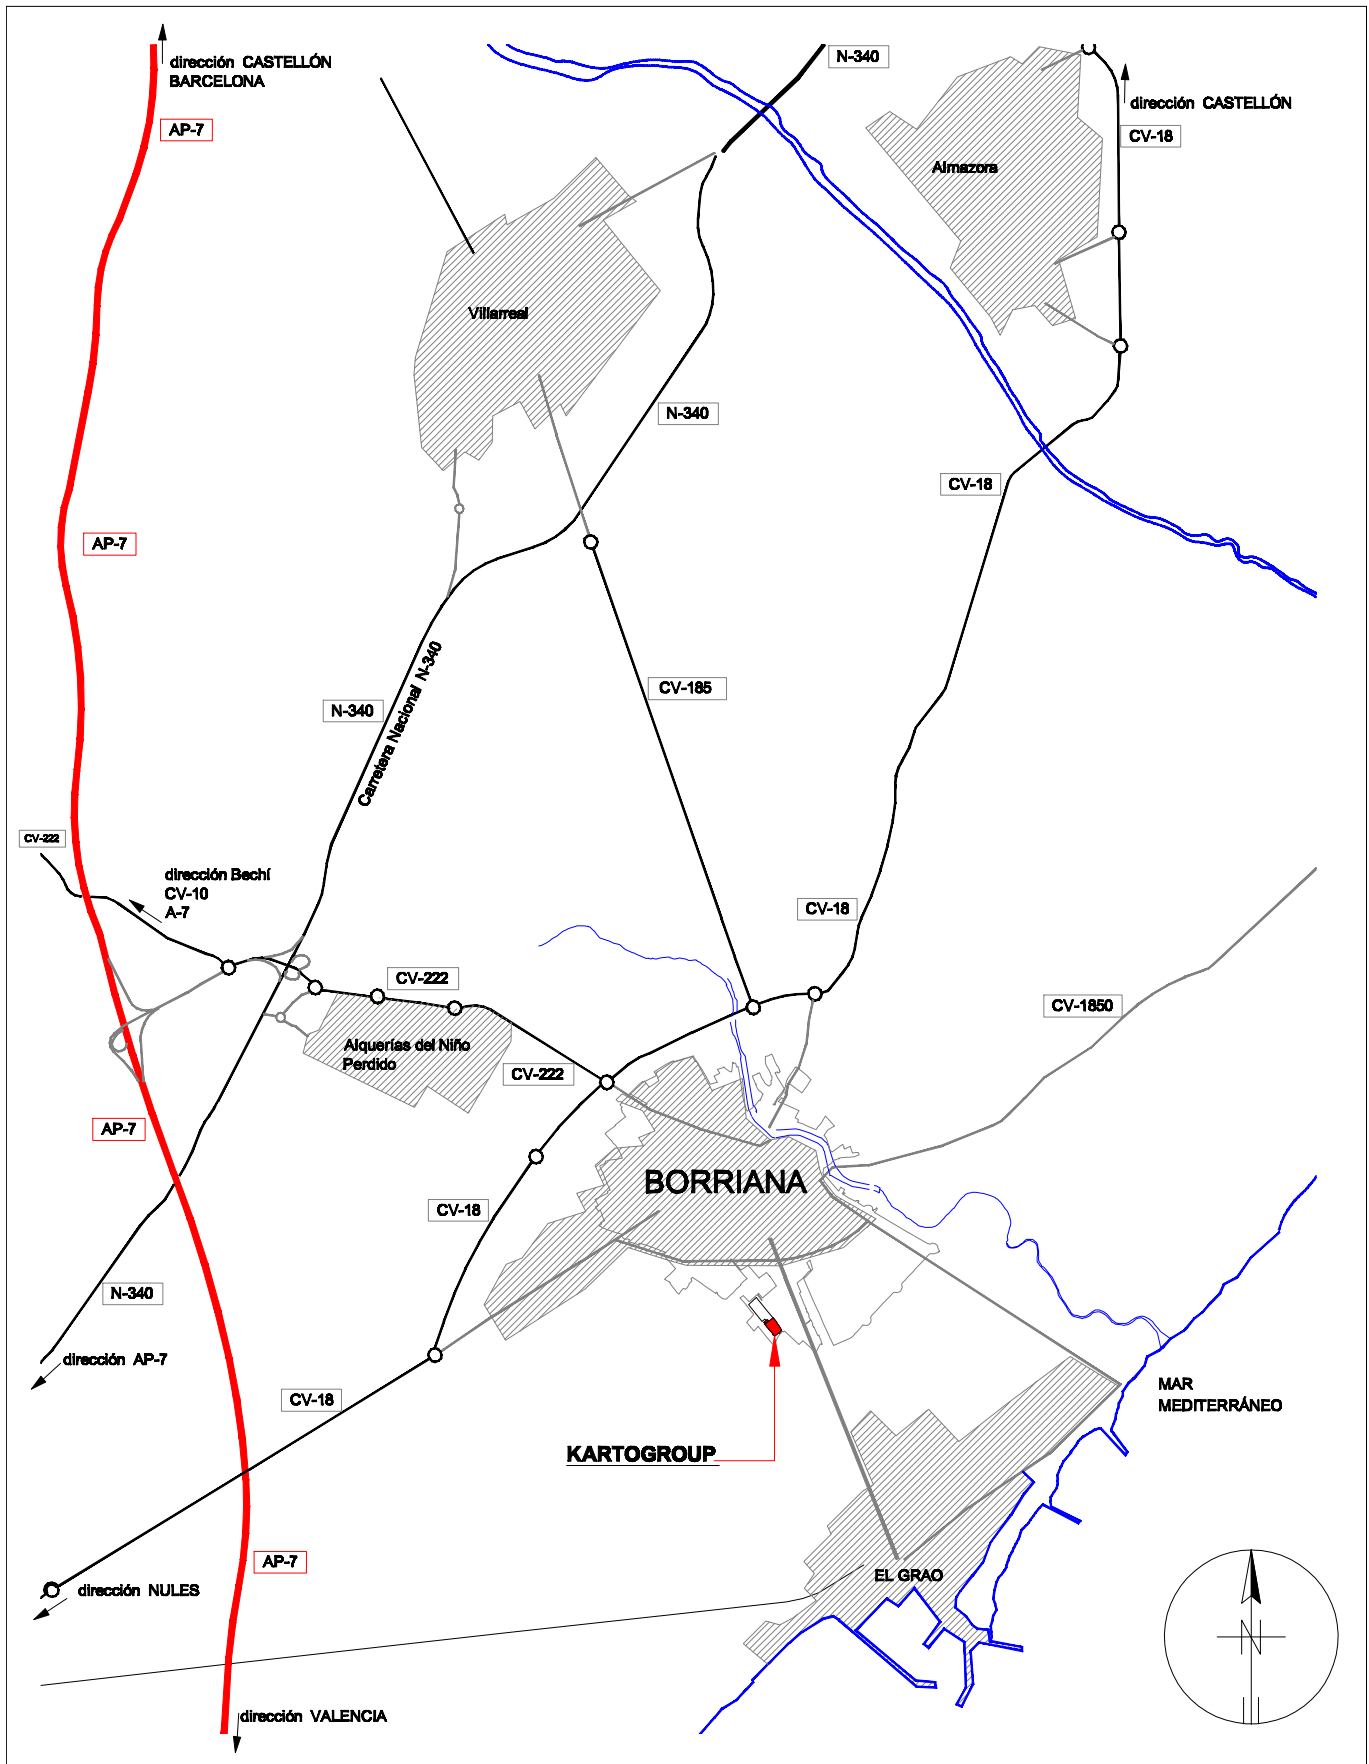 dirección CASTELLÓN
BARCELONA
N-340
AP-7
dirección CASTELLÓN
CV-18
Almazora
Villarreal
N-340
CV-18
AP-7
CV-185
N-340
Carretera Nacional N-340
CV-222
dirección Bechí
CV-10
A-7
CV-18
CV-222
CV-1850
Alquerías del Niño
Perdido
CV-222
AP-7
BORRIANA
CV-18
N-340
dirección AP-7
CV-18
MAR
MEDITERRÁNEO
KARTOGROUP
AP-7
EL GRAO
dirección NULES
N
dirección VALENCIA